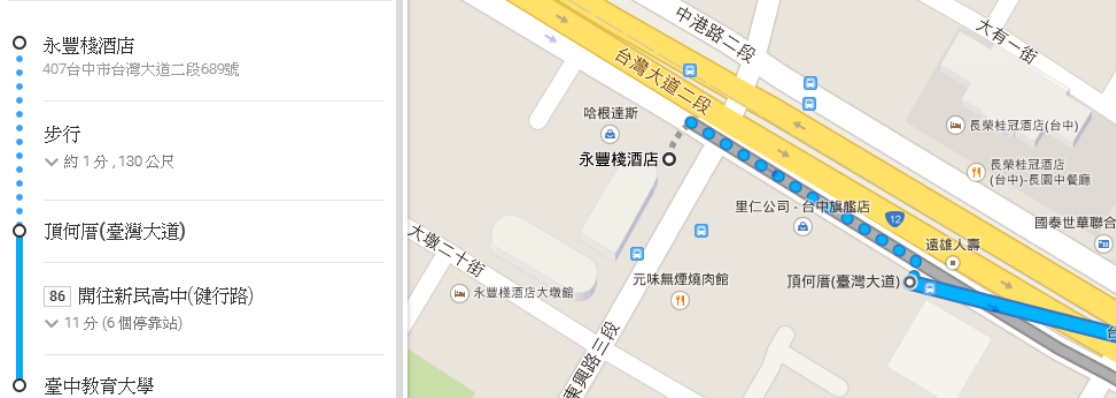 永豐棧酒店
407台中市台灣大道二段689號
步行
約 1 分 , 130 公尺
頂何厝(臺灣大道)
86 開往新民高中(健行路)
11 分 (6 個停靠站)
臺中教育大學
中港路二段
大有一街
台灣大道二段
哈根達斯
永豐棧酒店
長榮桂冠酒店(台中)
長榮桂冠酒店
(台中)-長園中餐廳
里仁公司 - 台中旗艦店
12
國泰世華聯合
大墩二十街
遠雄人壽
元味無煙燒肉館
頂何厝(臺灣大道)
永豐棧酒店大墩館
東興路三段
台